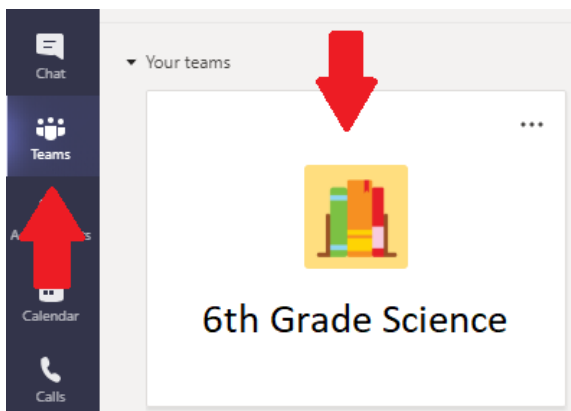 Chat
Your teams
Teams
Calendar
6th Grade Science
Calls